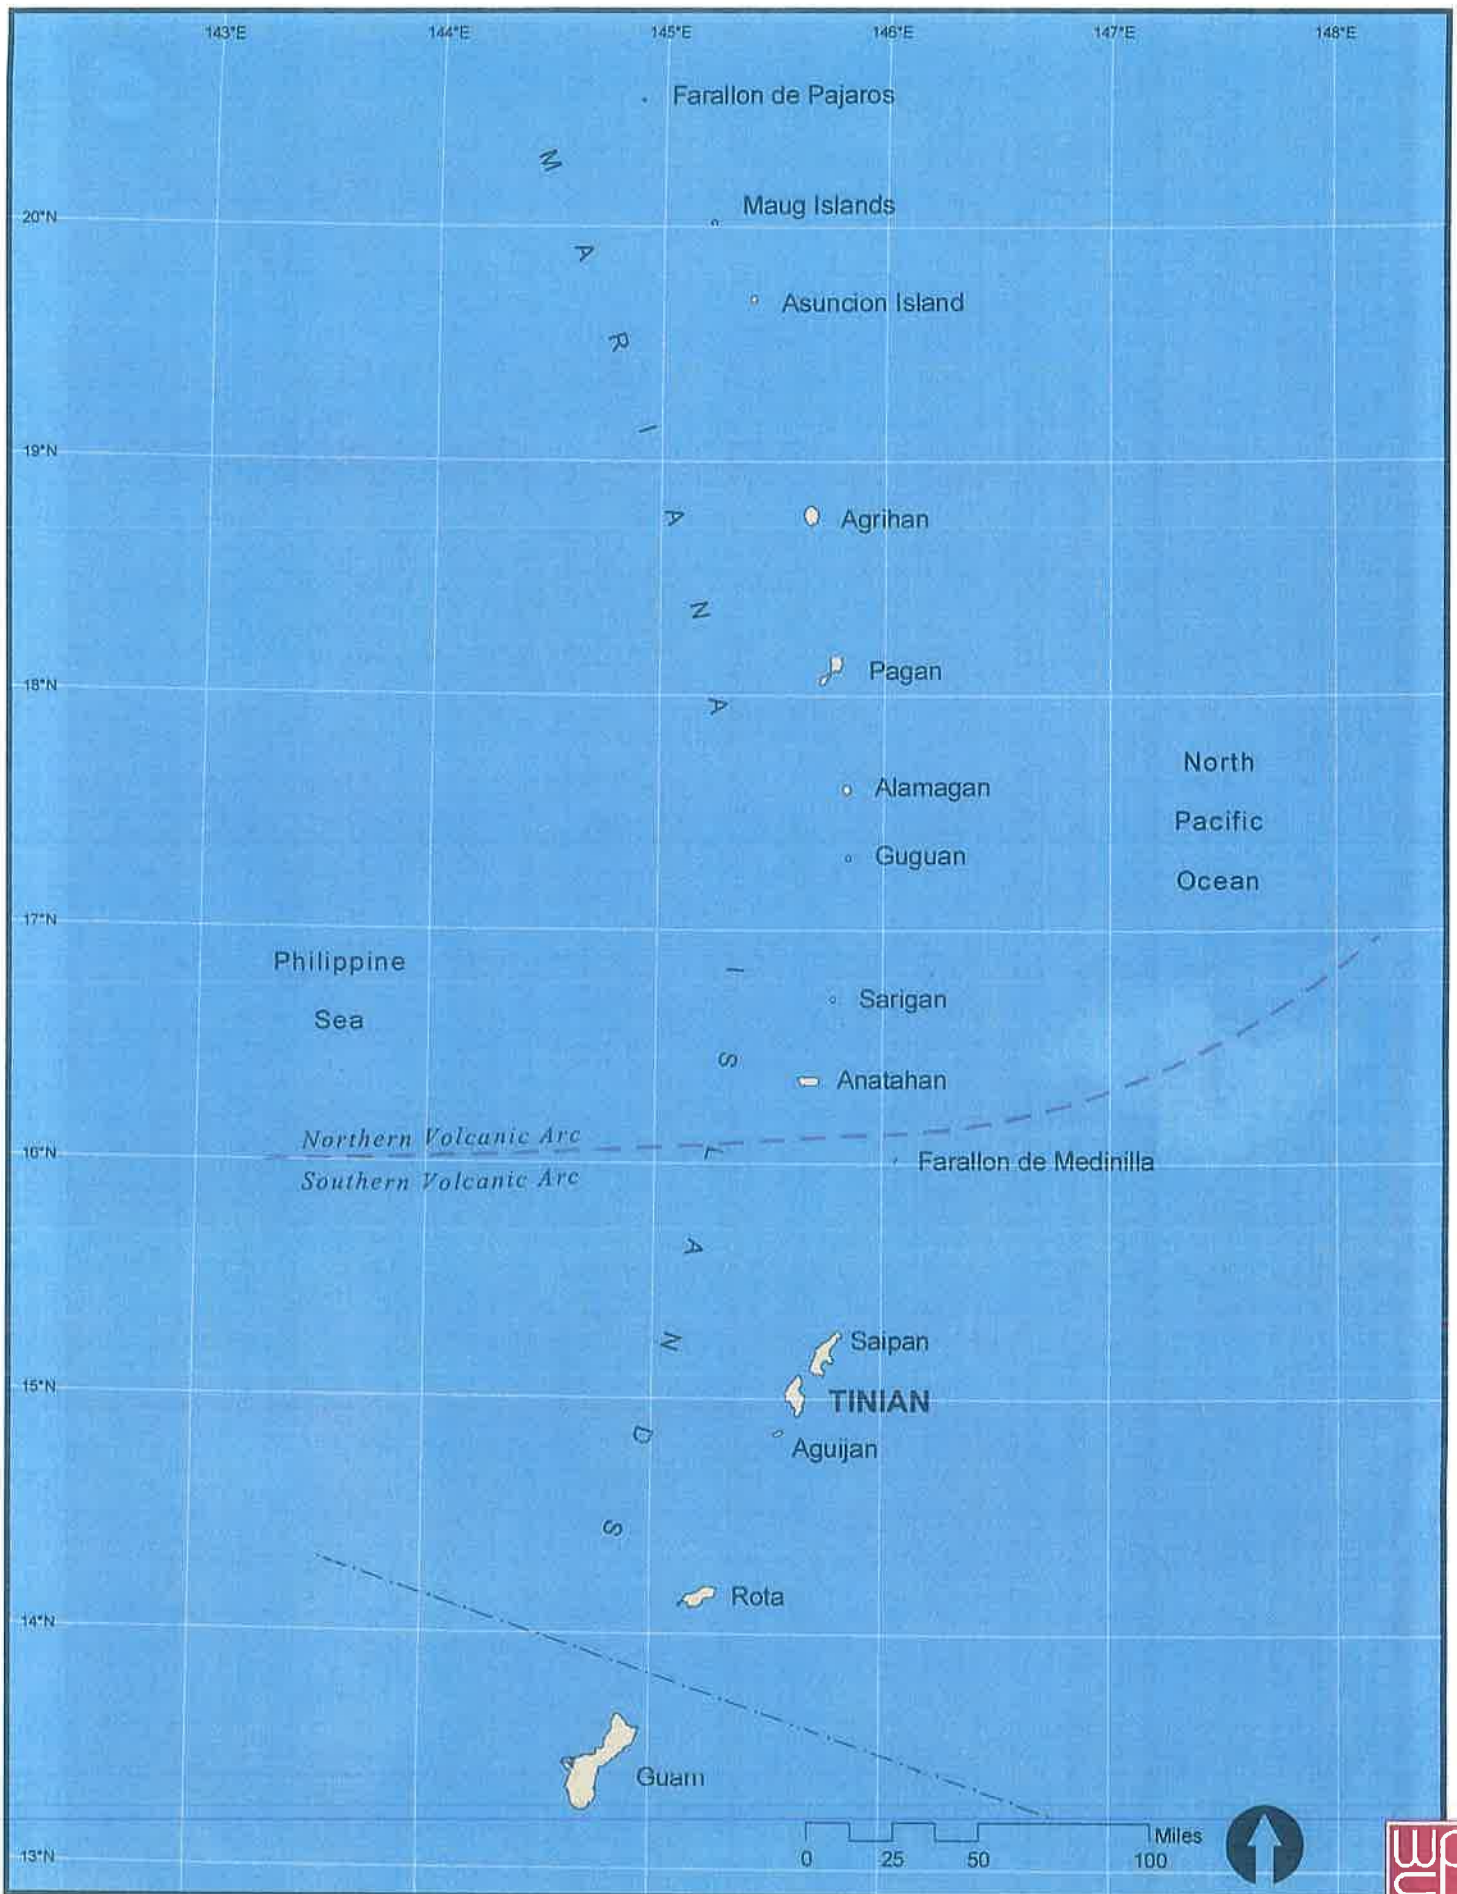 143°E 144°E 145°E 146°E 147°E 148°E
Farallon de Pajaros
Maug Islands
20°N
Asuncion Island
19°N
Agrihan
Pagan
18°N
North
Pacific
Ocean
Alamagan
Guguan
17°N
Philippine
Sea
Sarigan
Anatahan
Northern Volcanic Arc
16°N
Southern Volcanic Arc
Farallon de Medinilla
MARIANA ISLANDS
Saipan
15°N
TINIAN
Aguijan
Rota
14°N
Guam
Miles
0 25 50 100
13°N